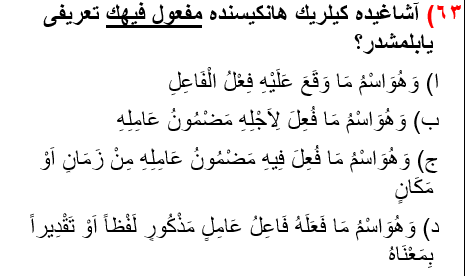 ٦٣) آشاغيده كيلريك هانكيسنده مفعول فيهك تعريفى
يابلمشدر؟
ا) وَهُوَ اسْمُ مَا وَقَعَ عَلَيْهِ فِعْلُ الْفَاعِلِ
ب) وَهُوَ اسْمُ مَا فُعِلَ لِاَجْلِهِ مَضْمُونُ عَامِلِهِ
ج) وَهُوَ اسْمُ مَا فُعِلَ فِيهِ مَضْمُونُ عَامِلِهِ مِنْ زَمَانٍ اَوْ
مَكَانٍ
د) وَهُوَ اسْمُ مَا فَعَلَهُ فَاعِلُ عَامِلٍ مَذْكُورٍ لَفْظاً اَوْ تَقْدِيراً
بِمَعْنَاهُ